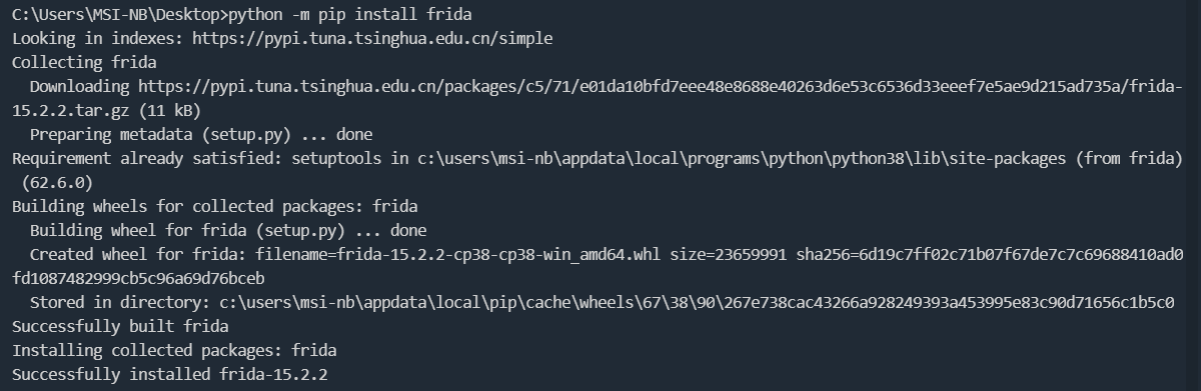 C:\Users\MSI-NB\Desktop>python -m pip install frida
Looking in indexes: https://pypi.tuna.tsinghua.edu.cn/simple
Collecting frida
  Downloading https://pypi.tuna.tsinghua.edu.cn/packages/c5/71/e01da10bfd7eee48e8688e40263d6e53c6536d33eeef7e5ae9d215ad735a/frida-
15.2.2.tar.gz (11 kB)
  Preparing metadata (setup.py) ... done
Requirement already satisfied: setuptools in c:\users\msi-nb\appdata\local\programs\python\python38\lib\site-packages (from frida)
 (62.6.0)
Building wheels for collected packages: frida
  Building wheel for frida (setup.py) ... done
  Created wheel for frida: filename=frida-15.2.2-cp38-cp38-win_amd64.whl size=23659991 sha256=6d19c7ff02c71b07f67de7c7c69688410ad0
fd1087482999cb5c96a69d76bceb
  Stored in directory: c:\users\msi-nb\appdata\local\pip\cache\wheels\67\38\90\267e738cac43266a928249393a453995e83c90d71656c1b5c0
Successfully built frida
Installing collected packages: frida
Successfully installed frida-15.2.2